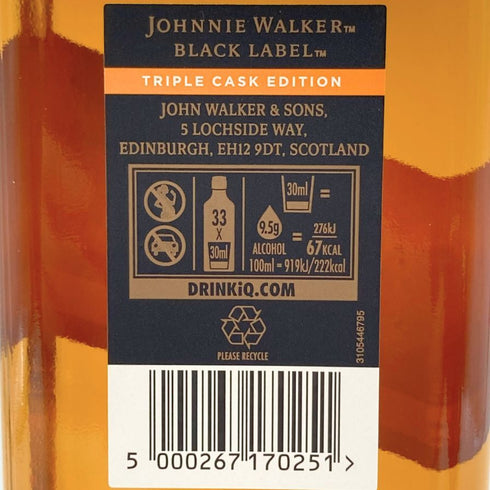 JOHNNIE WALKER™
BLACK LABEL™
TRIPLE CASK EDITION
JOHN WALKER & SONS,
5 LOCHSIDE WAY,
EDINBURGH, EH12 9DT, SCOTLAND
33
X
30ml
30ml =
9.5g
ALCOHOL
= 276kJ
67KCAL
100ml = 919kJ/222kcal
DRINKiQ.COM
PLEASE RECYCLE
3105446795
5 000267 170251 >